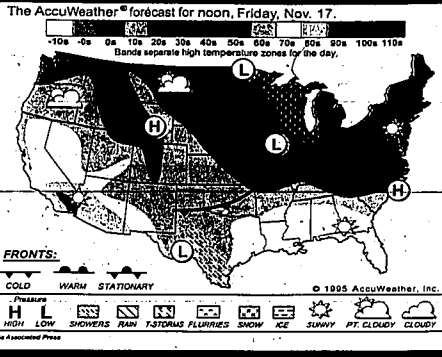 The AccuWeather® forecast for noon, Friday, Nov. 17.
-10s -0s 0s 10s 20s 30s 40s 50s 60s 70s 80s 90s 100s 110s
Bands separate high temperature zones for the day.
L
H
L
H
L
FRONTS:
COLD WARM STATIONARY
© 1995 AccuWeather, Inc.
Pressure
H L
HIGH LOW SHOWERS RAIN T-STORMS FLURRIES SNOW ICE SUNNY PT. CLOUDY CLOUDY
Associated Press